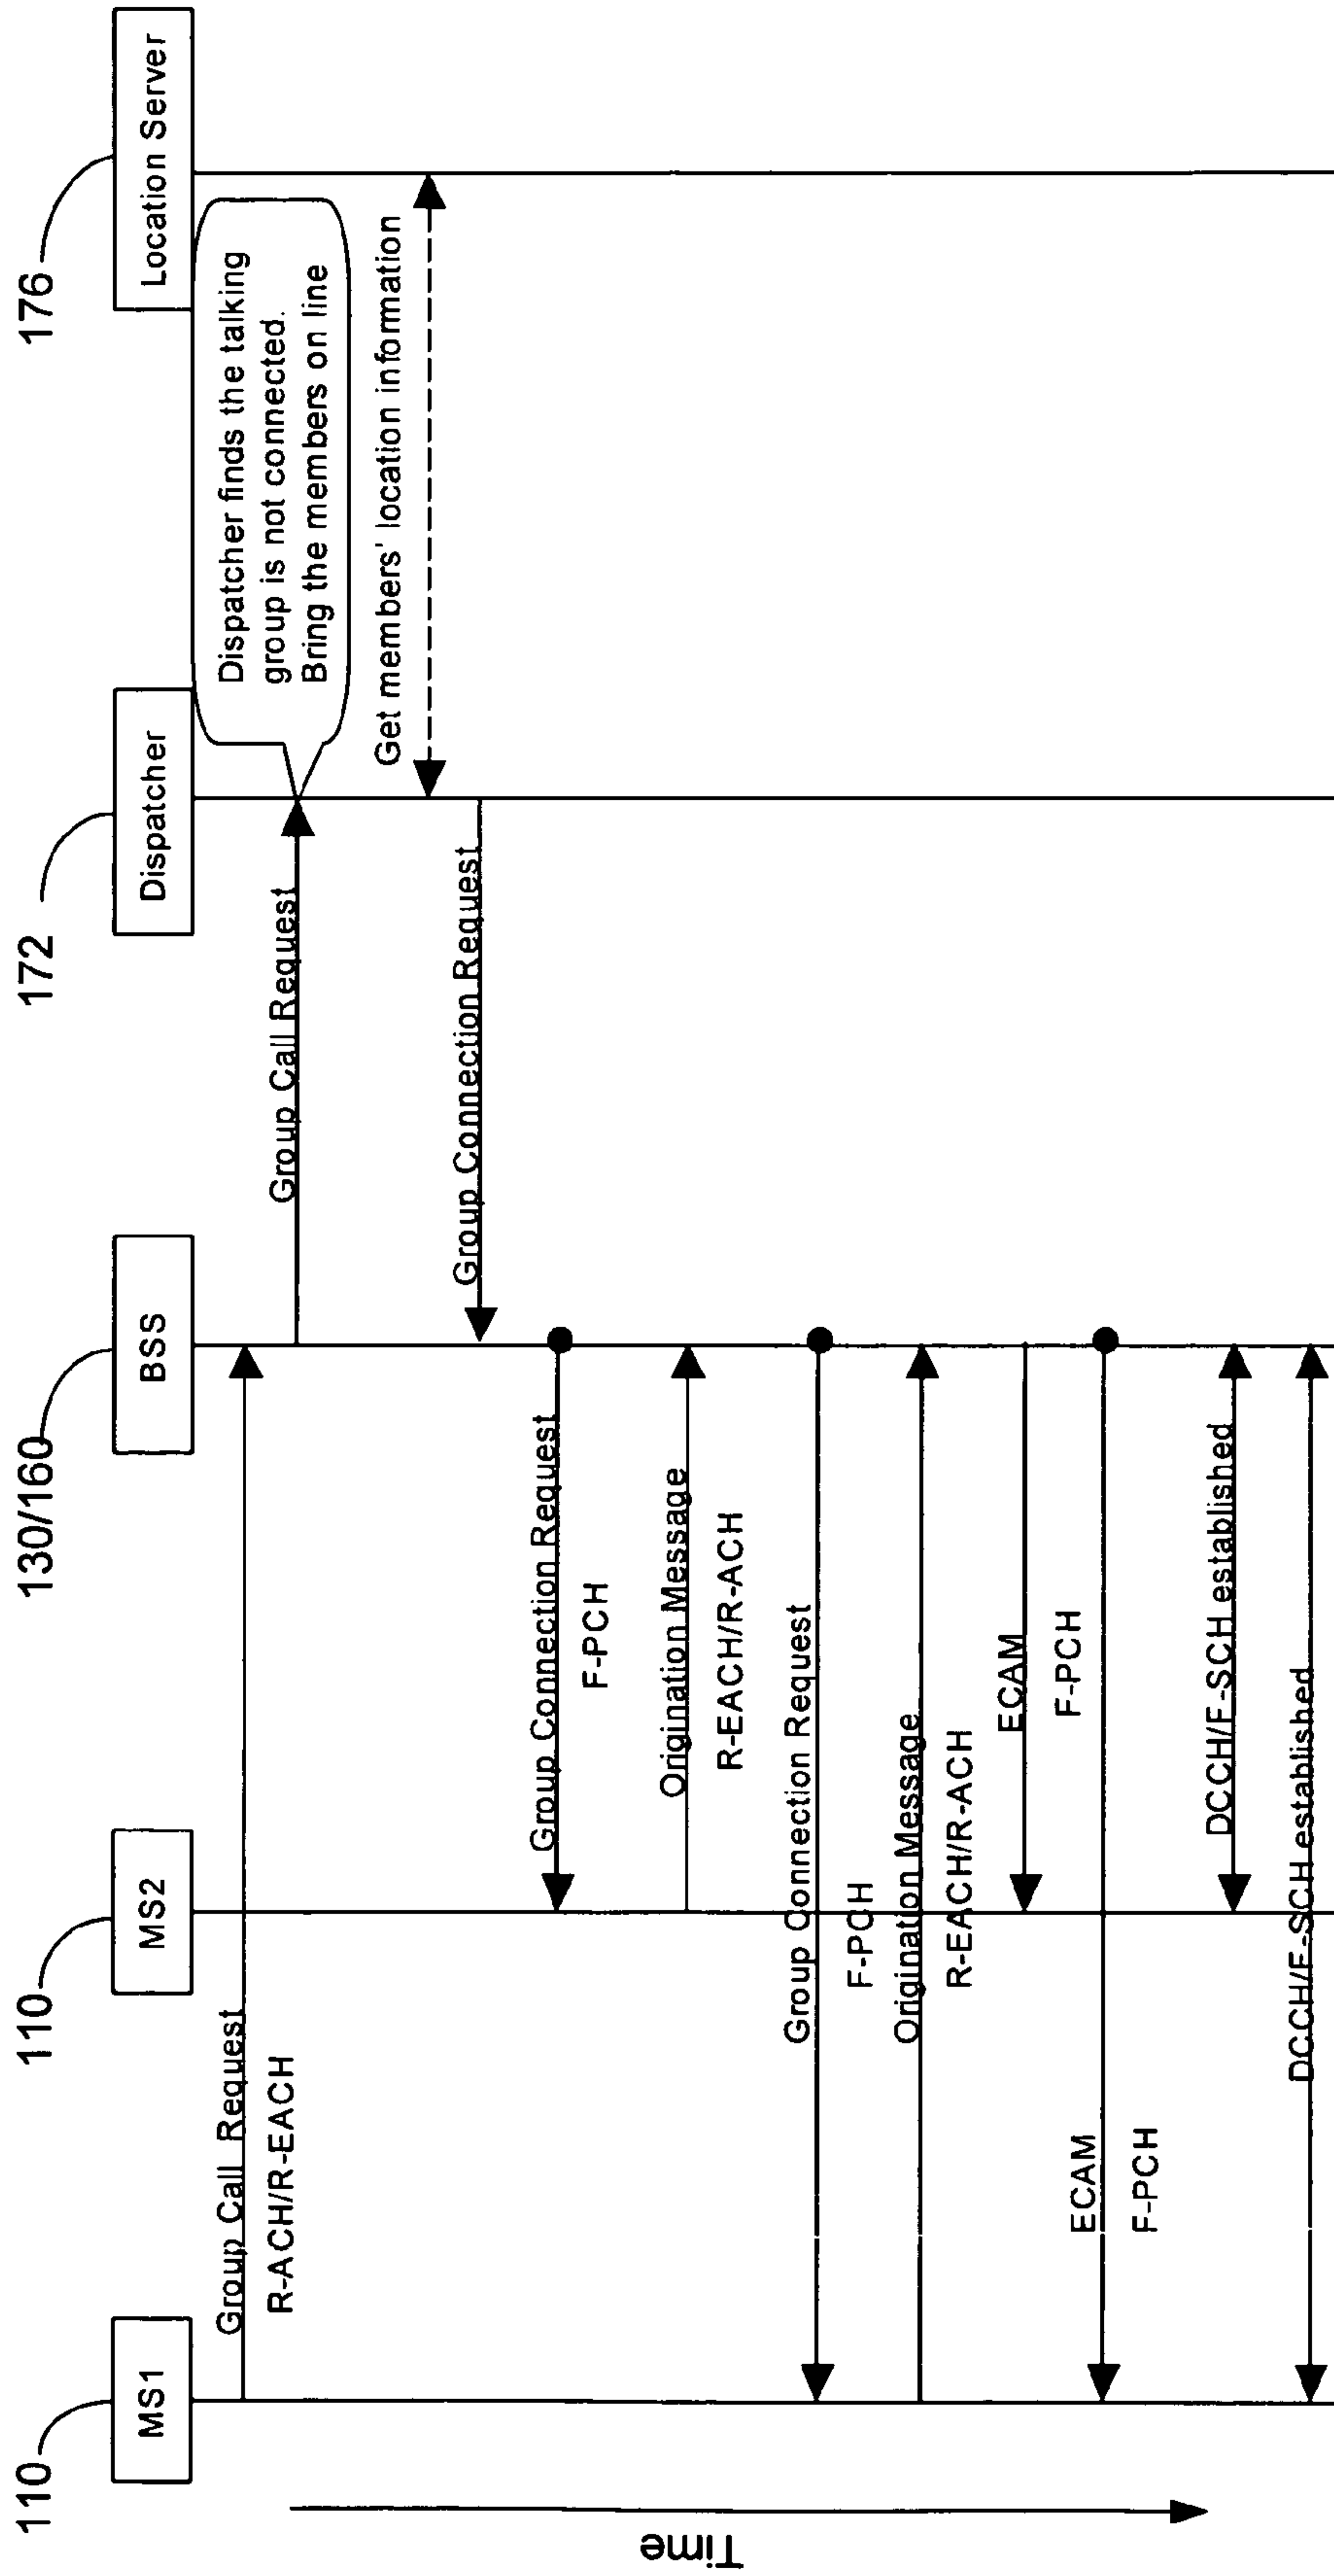 110
110
130/160
172
176
MS1
MS2
BSS
Dispatcher
Location Server
Time
Group Call Request
R-ACH/R-EACH
Group Call Request
Dispatcher finds the talking
group is not connected.
Bring the members on line
Get members' location information
Group Connection Request
Group Connection Request
F-PCH
Origination Message
R-EACH/R-ACH
Group Connection Request
F-PCH
Origination Message
R-EACH/R-ACH
ECAM
F-PCH
ECAM
F-PCH
DCCH/F-SCH established
DCCH/F-SCH established